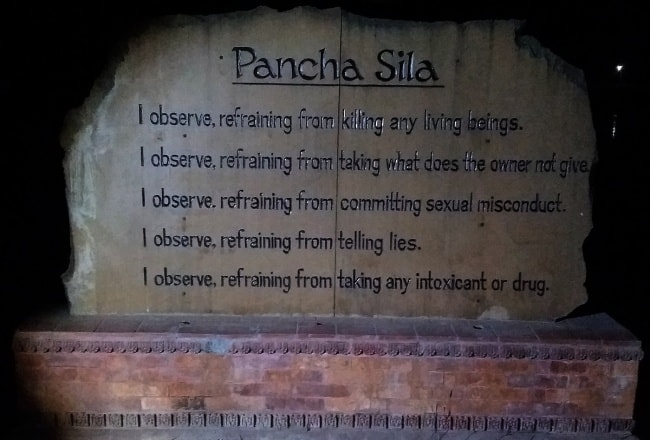 Pancha Sila
I observe, refraining from killing any living beings.
I observe, refraining from taking what does the owner not give.
I observe, refraining from committing sexual misconduct.
I observe, refraining from telling lies.
I observe, refraining from taking any intoxicant or drug.